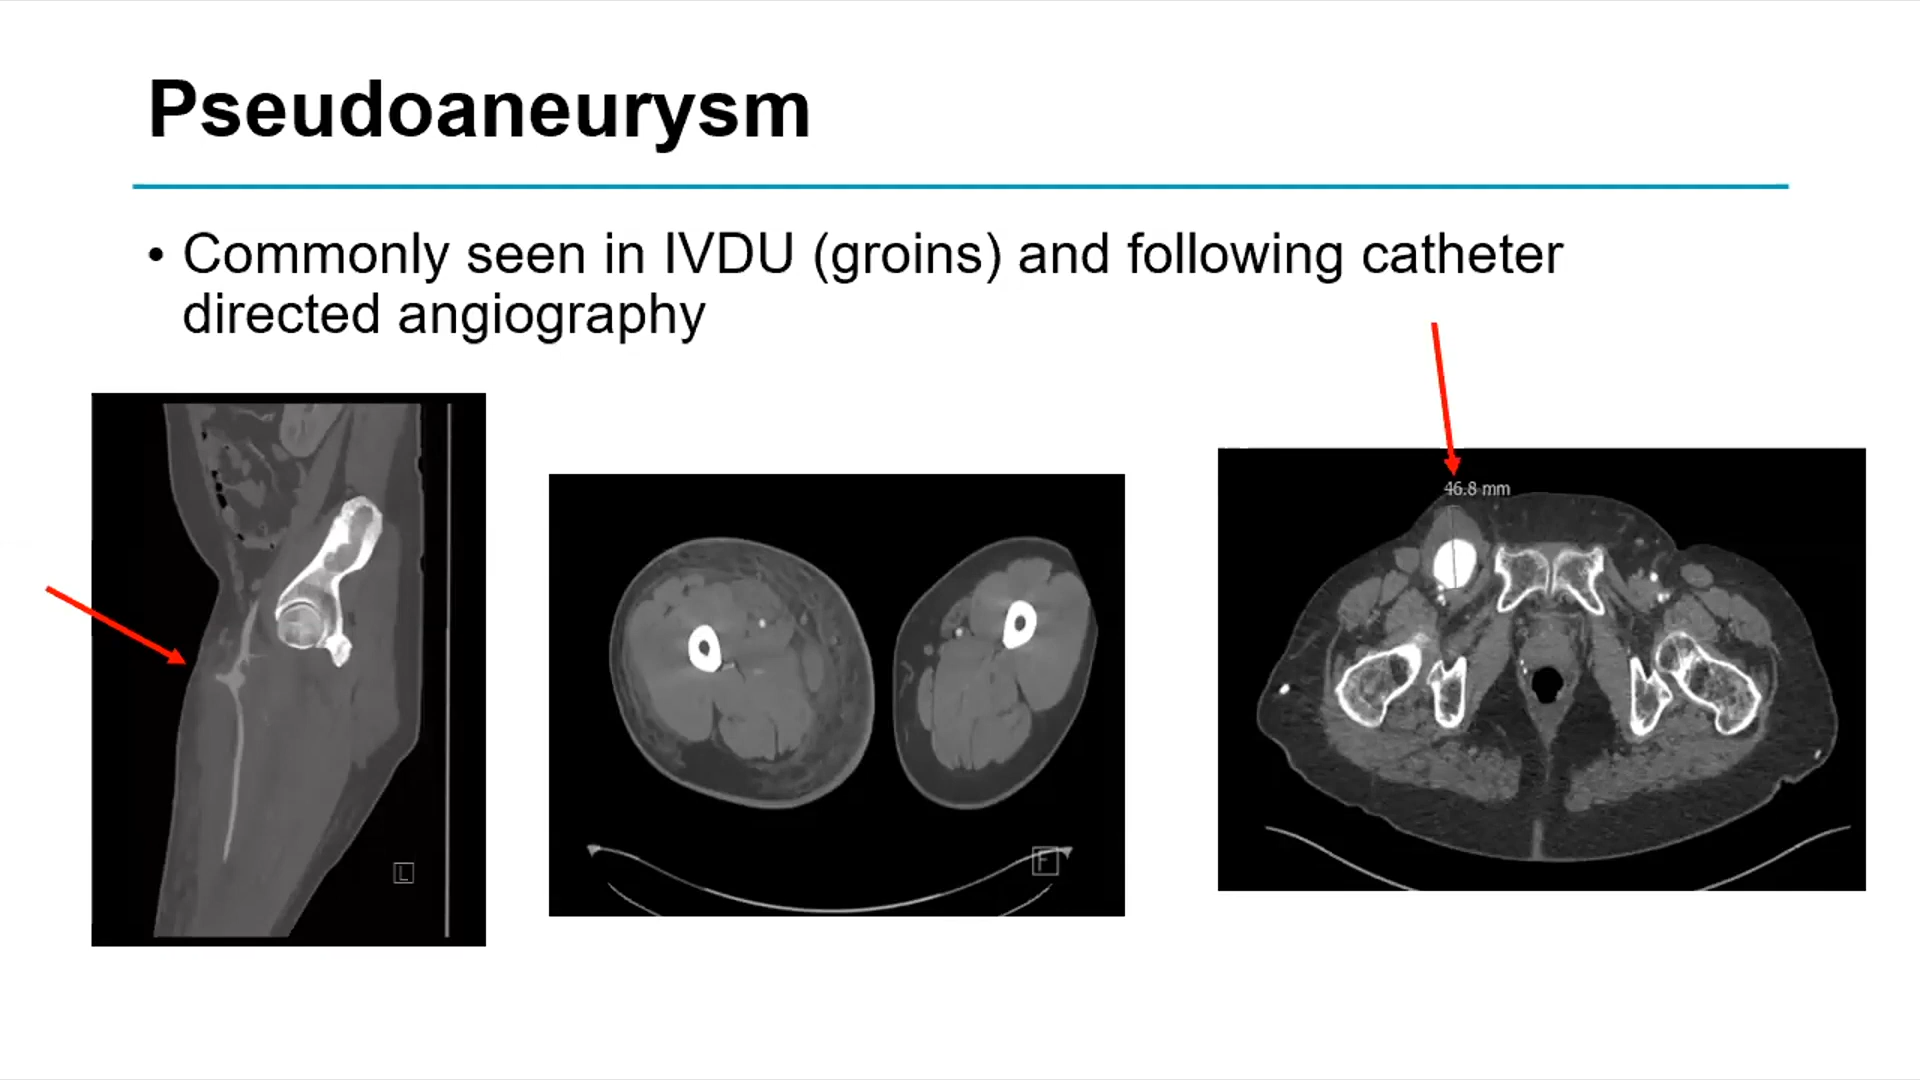 Pseudoaneurysm
• Commonly seen in IVDU (groins) and following catheter
directed angiography
46.8 mm
L
F